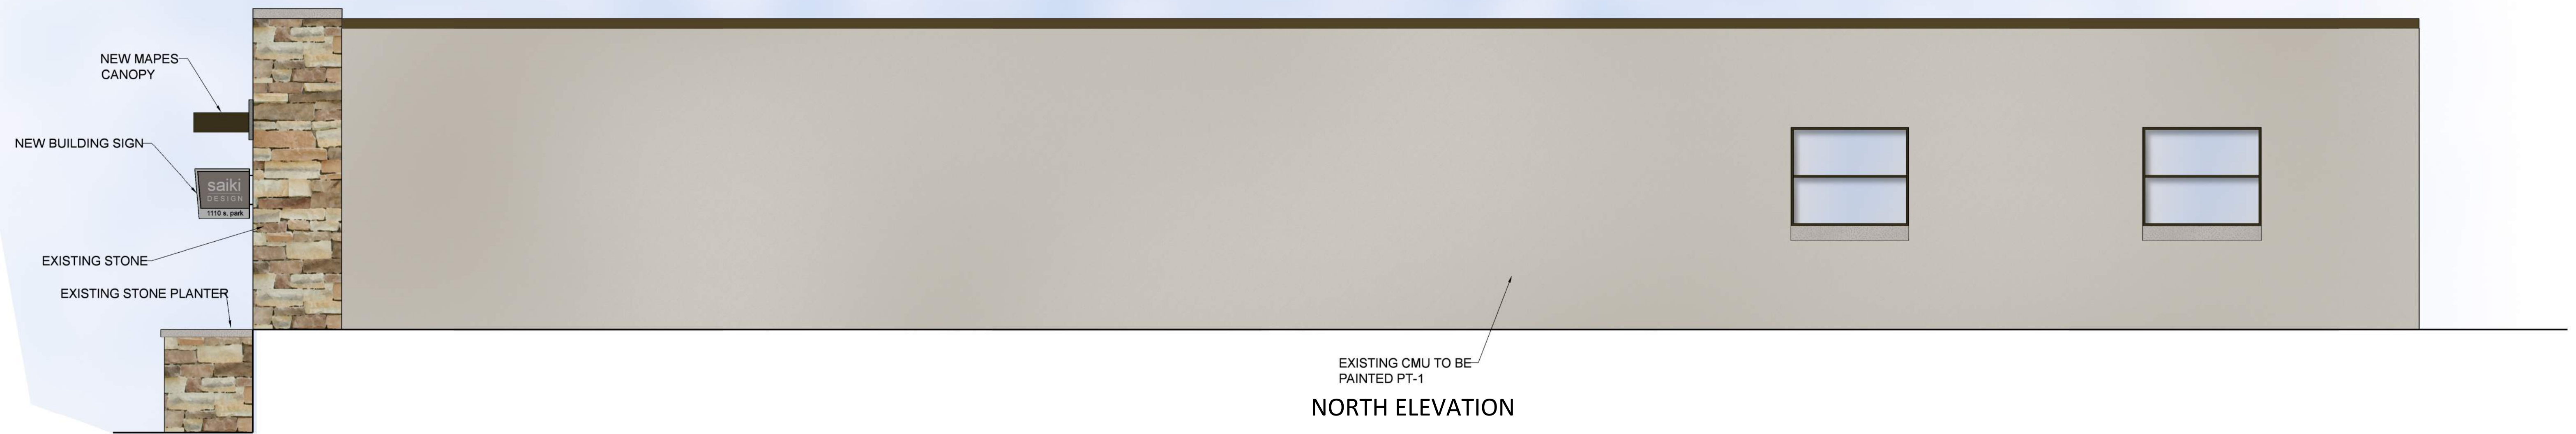 NEW MAPES
CANOPY
NEW BUILDING SIGN
saiki
DESIGN
1110 s. park
EXISTING STONE
EXISTING STONE PLANTER
EXISTING CMU TO BE
PAINTED PT-1
NORTH ELEVATION